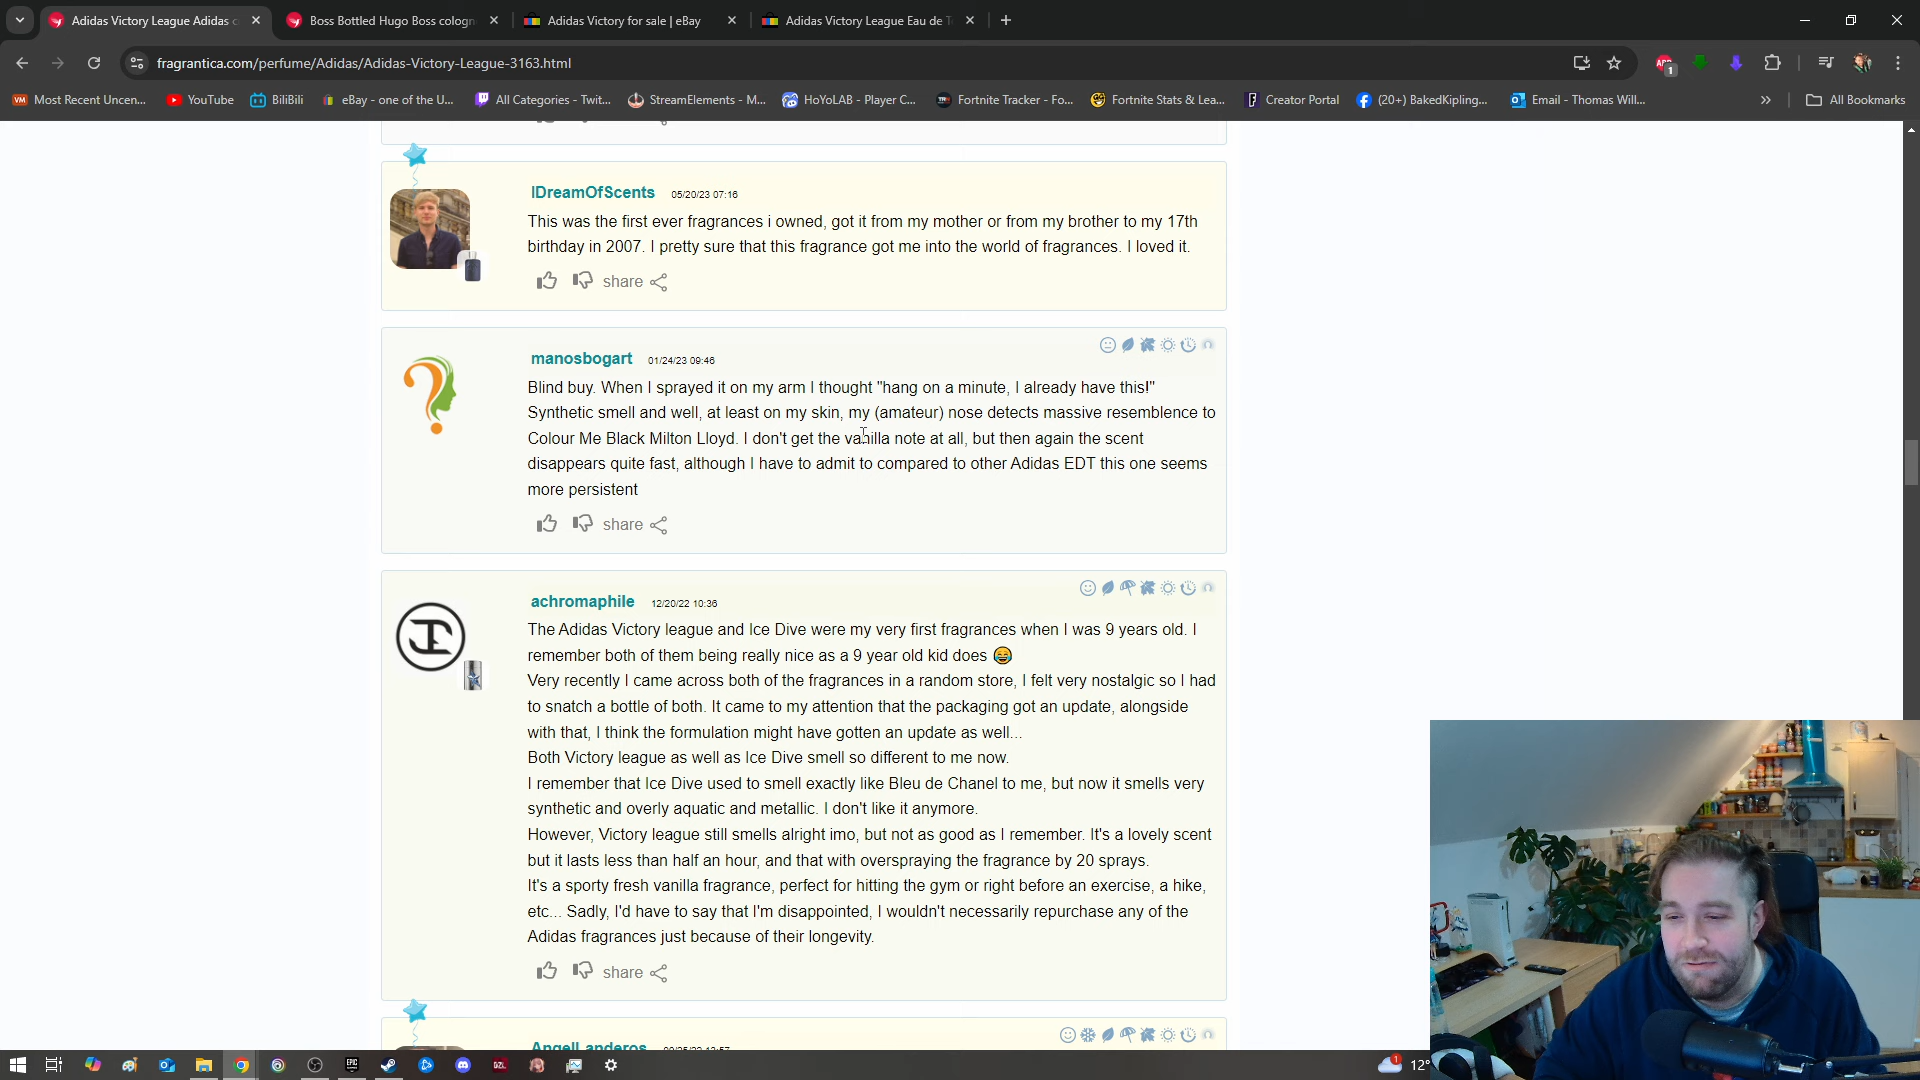 Adidas Victory League Adidas c
Boss Bottled Hugo Boss cologn
Adidas Victory for sale | eBay
Adidas Victory League Eau de T
fragrantica.com/perfume/Adidas/Adidas-Victory-League-3163.html
Most Recent Uncen...
YouTube
BiliBili
eBay - one of the U...
All Categories - Twit...
StreamElements - M...
HoYoLAB - Player C...
Fortnite Tracker - Fo...
Fortnite Stats & Lea...
Creator Portal
(20+) BakedKipling...
Email - Thomas Will...
All Bookmarks
IDreamOfScents 05/20/23 07:16
This was the first ever fragrances i owned, got it from my mother or from my brother to my 17th
birthday in 2007. I pretty sure that this fragrance got me into the world of fragrances. I loved it.
share
manosbogart 01/24/23 09:46
Blind buy. When I sprayed it on my arm I thought "hang on a minute, I already have this!"
Synthetic smell and well, at least on my skin, my (amateur) nose detects massive resemblence to
Colour Me Black Milton Lloyd. I don't get the vanilla note at all, but then again the scent
disappears quite fast, although I have to admit to compared to other Adidas EDT this one seems
more persistent
share
achromaphile 12/20/22 10:36
The Adidas Victory league and Ice Dive were my very first fragrances when I was 9 years old. I
remember both of them being really nice as a 9 year old kid does 😂
Very recently I came across both of the fragrances in a random store, I felt very nostalgic so I had
to snatch a bottle of both. It came to my attention that the packaging got an update, alongside
with that, I think the formulation might have gotten an update as well...
Both Victory league as well as Ice Dive smell so different to me now.
I remember that Ice Dive used to smell exactly like Bleu de Chanel to me, but now it smells very
synthetic and overly aquatic and metallic. I don't like it anymore.
However, Victory league still smells alright imo, but not as good as I remember. It's a lovely scent
but it lasts less than half an hour, and that with overspraying the fragrance by 20 sprays.
It's a sporty fresh vanilla fragrance, perfect for hitting the gym or right before an exercise, a hike,
etc... Sadly, I'd have to say that I'm disappointed, I wouldn't necessarily repurchase any of the
Adidas fragrances just because of their longevity.
share
12°